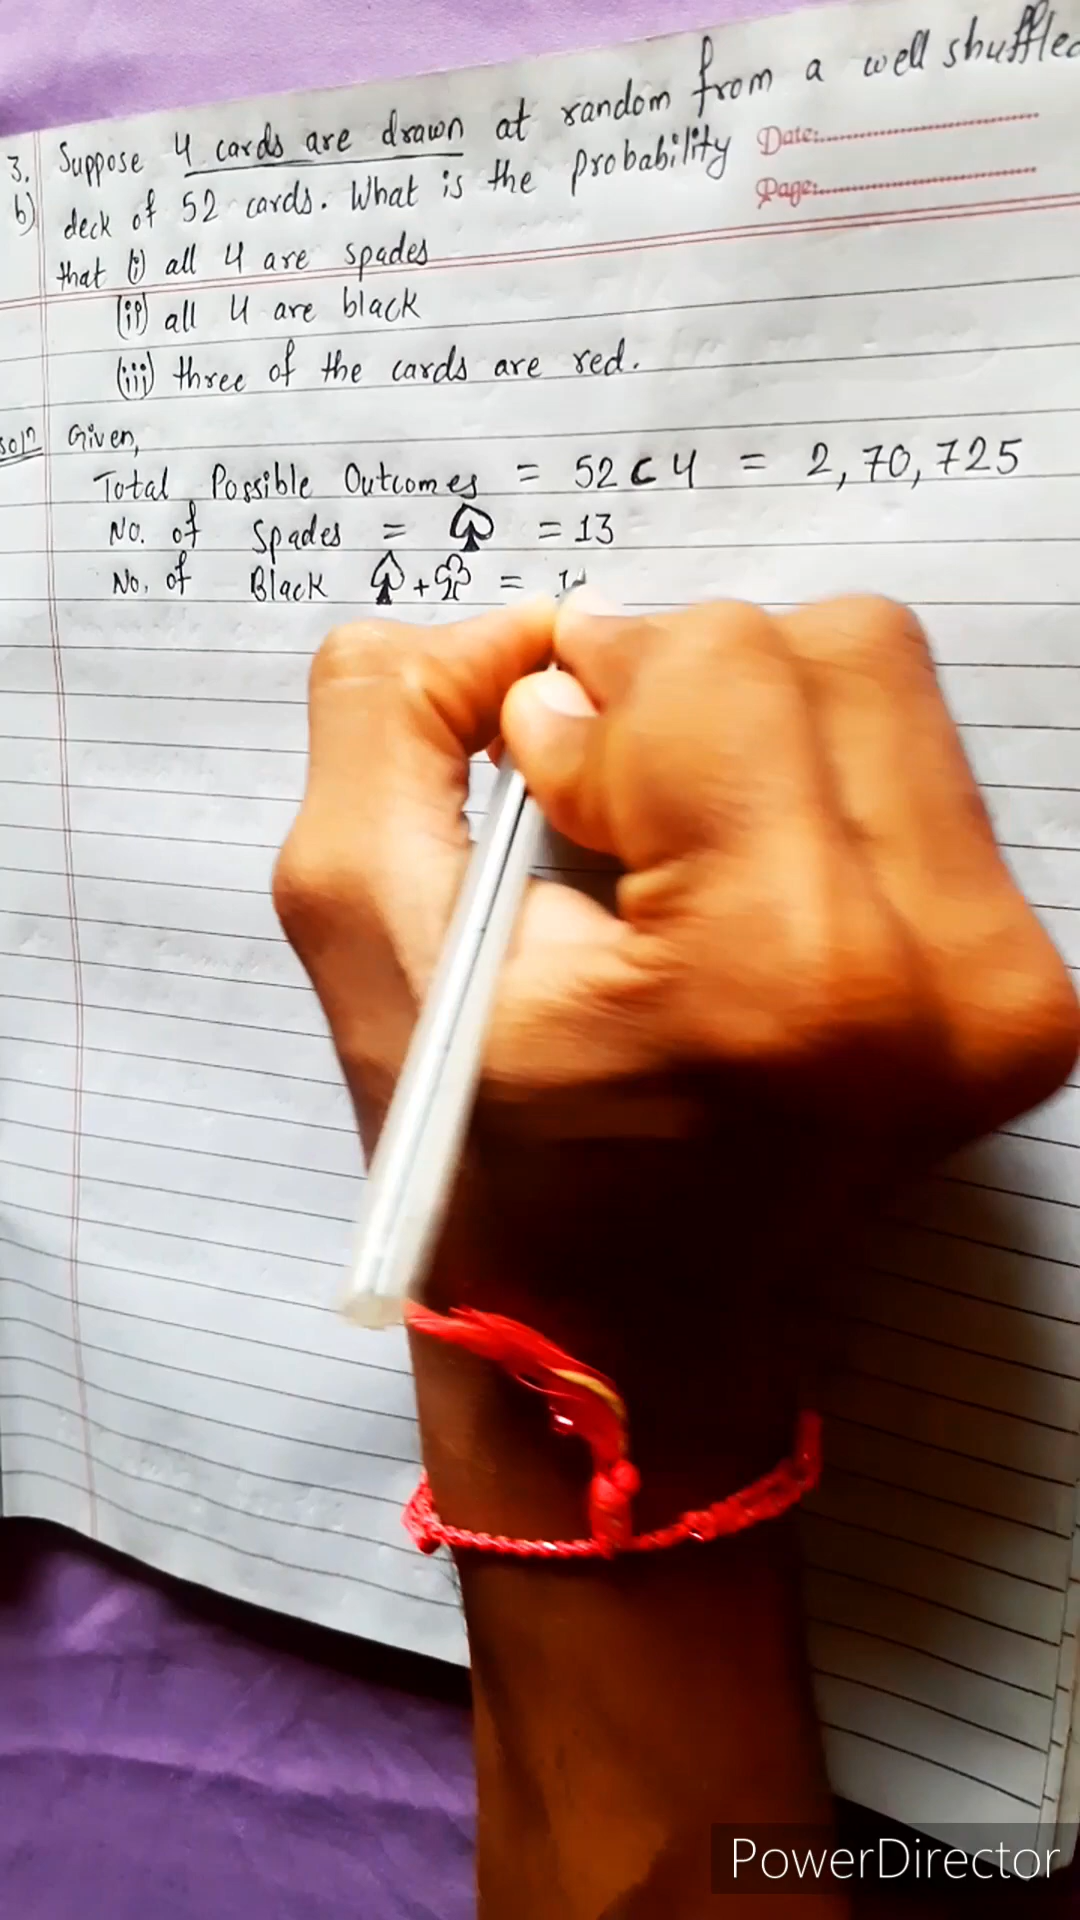 3. Suppose 4 cards are drawn at random from a well shuffled
b) deck of 52 cards. What is the Probability
Date:
Page:
that (i) all 4 are spades
(ii) all 4 are black
(iii) three of the cards are red.
Soln Given,
Total Possible Outcomes = 52C4 = 2,70,725
No. of Spades = ♠ = 13
No. of Black ♠+♣ = 1
PowerDirector